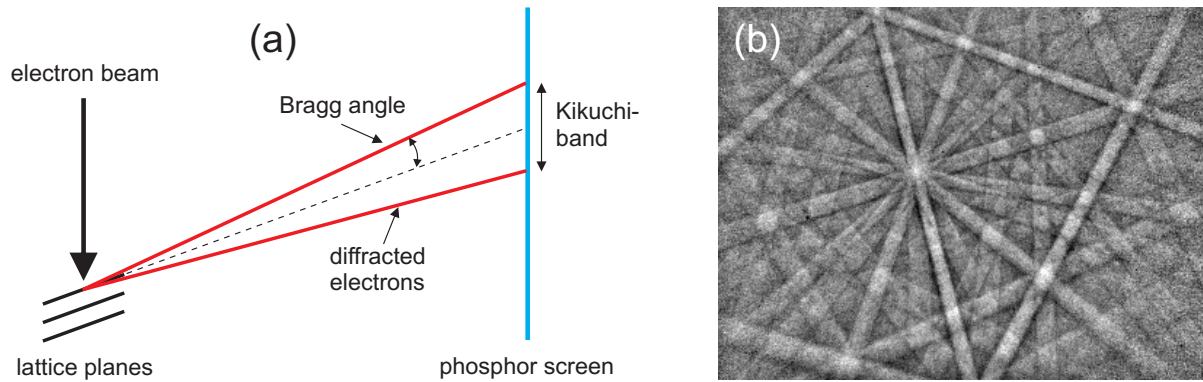 (a)
electron beam
Bragg angle
Kikuchi-
band
diffracted
electrons
lattice planes
phosphor screen
(b)